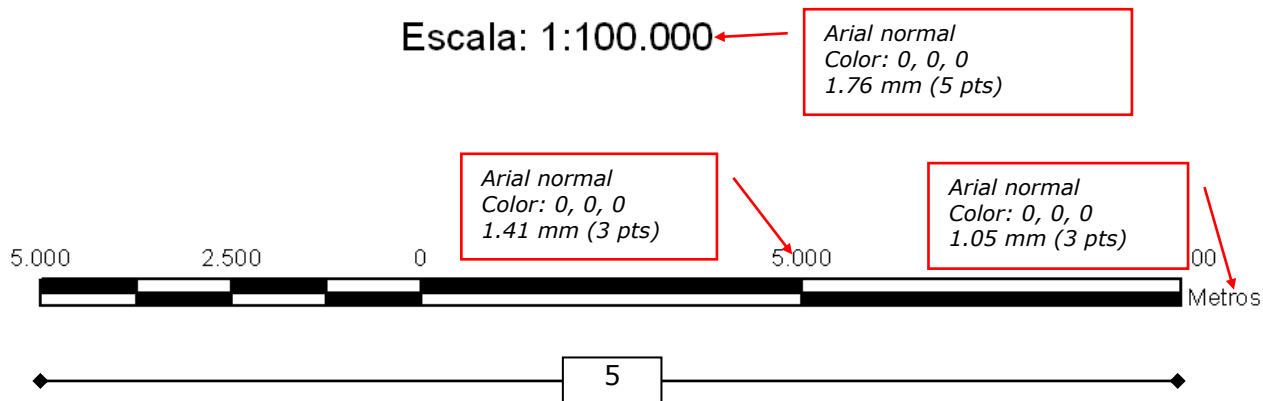 Escala: 1:100.000
Arial normal
Color: 0, 0, 0
1.76 mm (5 pts)
Arial normal
Color: 0, 0, 0
1.41 mm (3 pts)
Arial normal
Color: 0, 0, 0
1.05 mm (3 pts)
5.000 2.500 0 5.000 00
Metros
5